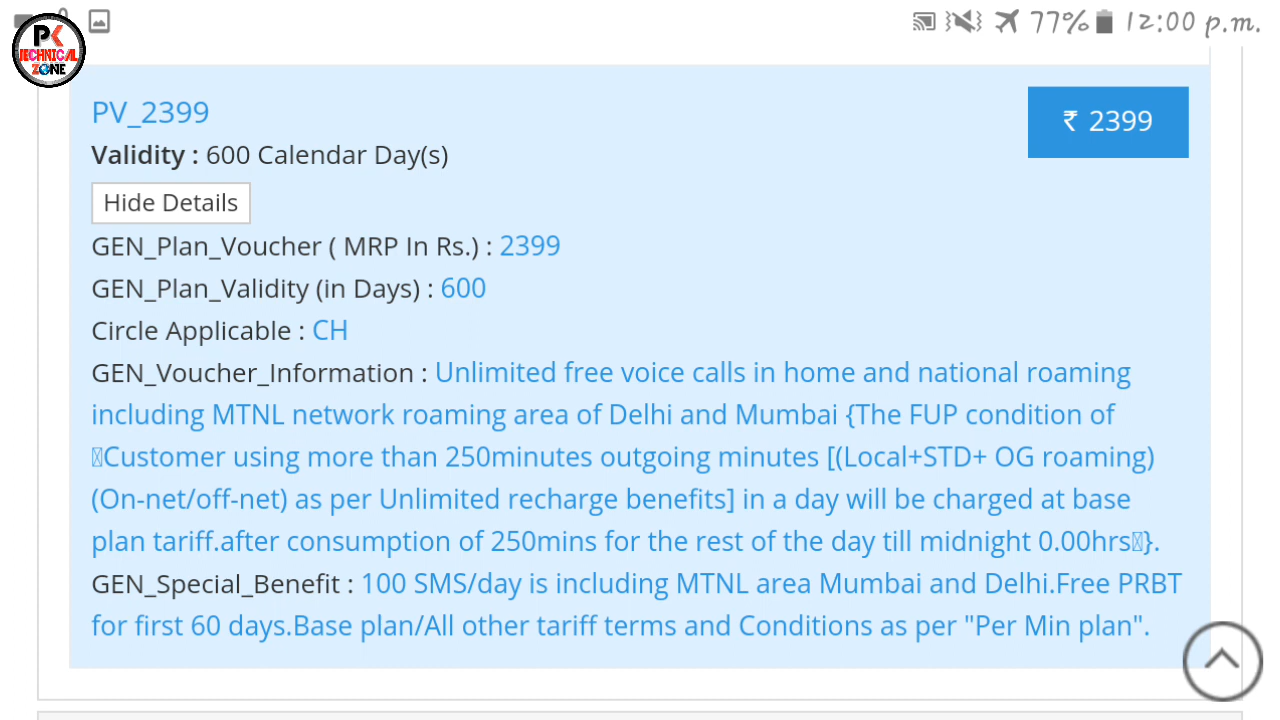 77% 12:00 p.m.
PK
TECHNICAL
ZONE
PV_2399
₹ 2399
Validity : 600 Calendar Day(s)
Hide Details
GEN_Plan_Voucher ( MRP In Rs.) : 2399
GEN_Plan_Validity (in Days) : 600
Circle Applicable : CH
GEN_Voucher_Information : Unlimited free voice calls in home and national roaming
including MTNL network roaming area of Delhi and Mumbai {The FUP condition of
Customer using more than 250minutes outgoing minutes [(Local+STD+ OG roaming)
(On-net/off-net) as per Unlimited recharge benefits] in a day will be charged at base
plan tariff.after consumption of 250mins for the rest of the day till midnight 0.00hrs}.
GEN_Special_Benefit : 100 SMS/day is including MTNL area Mumbai and Delhi.Free PRBT
for first 60 days.Base plan/All other tariff terms and Conditions as per "Per Min plan".